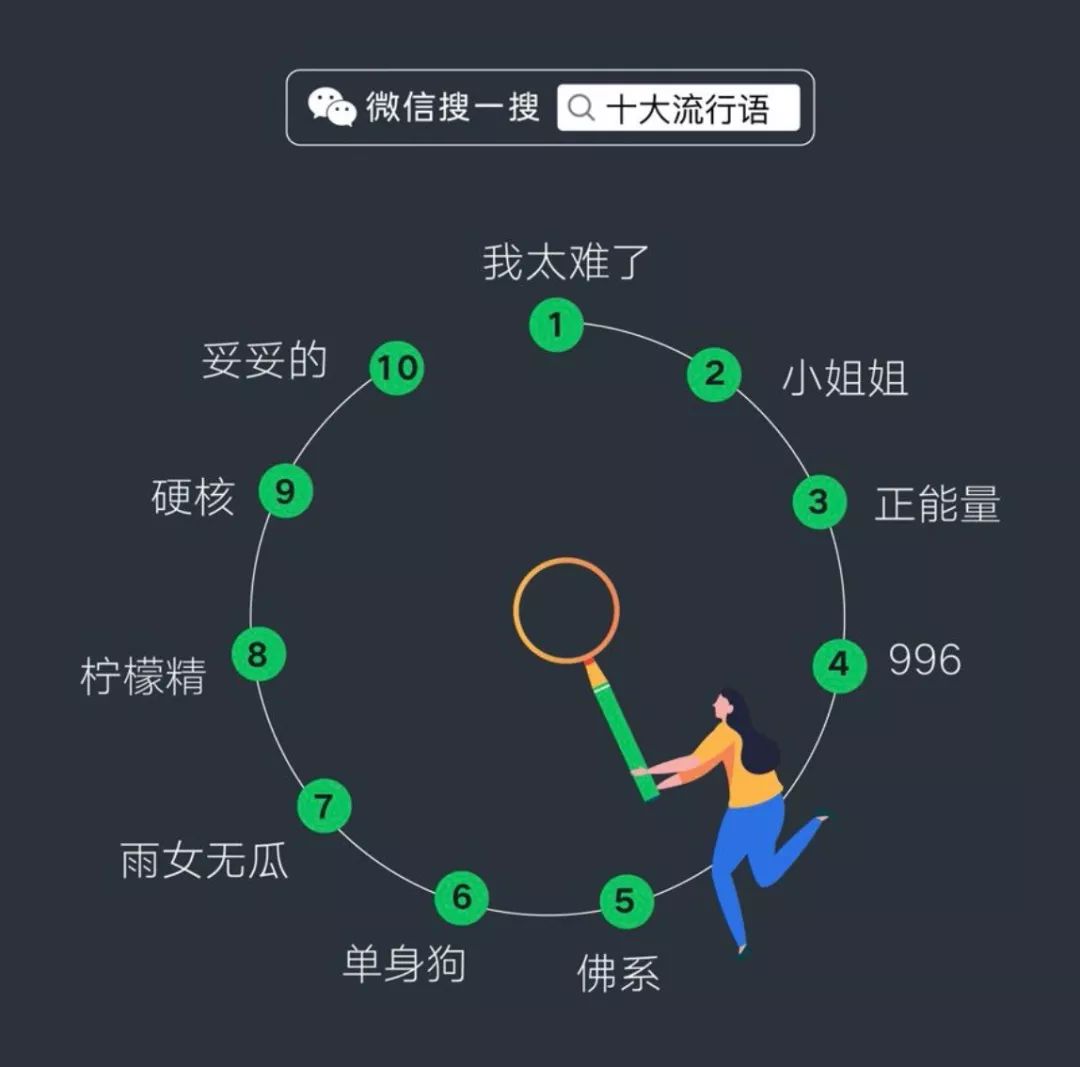 微信搜一搜 十大流行语
我太难了
1
2 小姐姐
3 正能量
4 996
5
佛系
6
单身狗
7
雨女无瓜
8
柠檬精
9
硬核
10
妥妥的